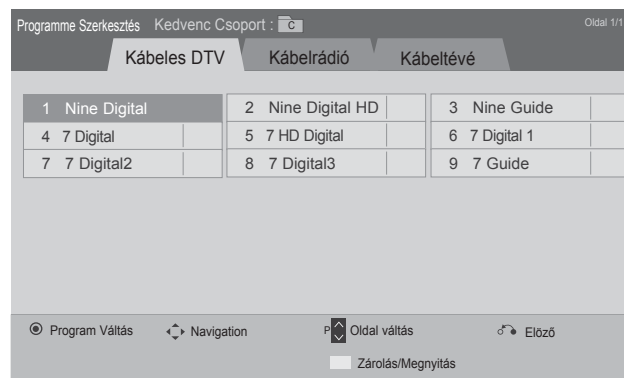 Programme Szerkesztés Kedvenc Csoport : C Oldal 1/1
Kábeles DTV Kábelrádió Kábeltévé
1 Nine Digital 2 Nine Digital HD 3 Nine Guide
4 7 Digital 5 7 HD Digital 6 7 Digital 1
7 7 Digital2 8 7 Digital3 9 7 Guide
Program Váltás Navigation P Oldal váltás Elöző
Zárolás/Megnyitás